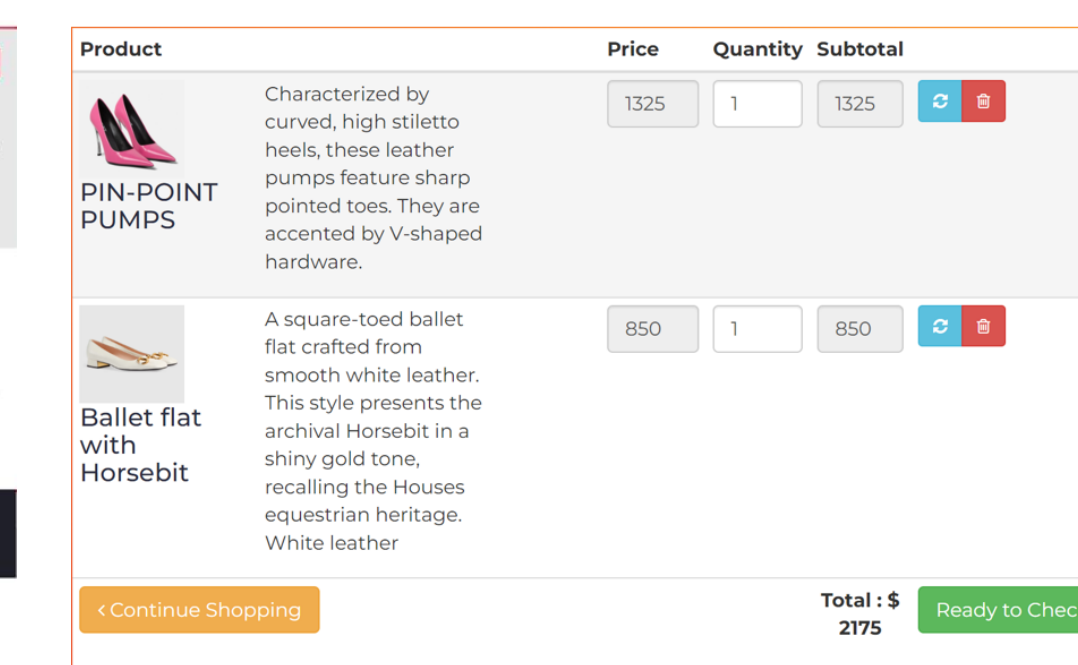 Product Price Quantity Subtotal
Characterized by
curved, high stiletto
heels, these leather
pumps feature sharp
pointed toes. They are
accented by V-shaped
hardware.
PIN-POINT
PUMPS
1325 1 1325
A square-toed ballet
flat crafted from
smooth white leather.
This style presents the
archival Horsebit in a
shiny gold tone,
recalling the Houses
equestrian heritage.
White leather
Ballet flat
with
Horsebit
850 1 850
< Continue Shopping
Total : $
2175
Ready to Chec